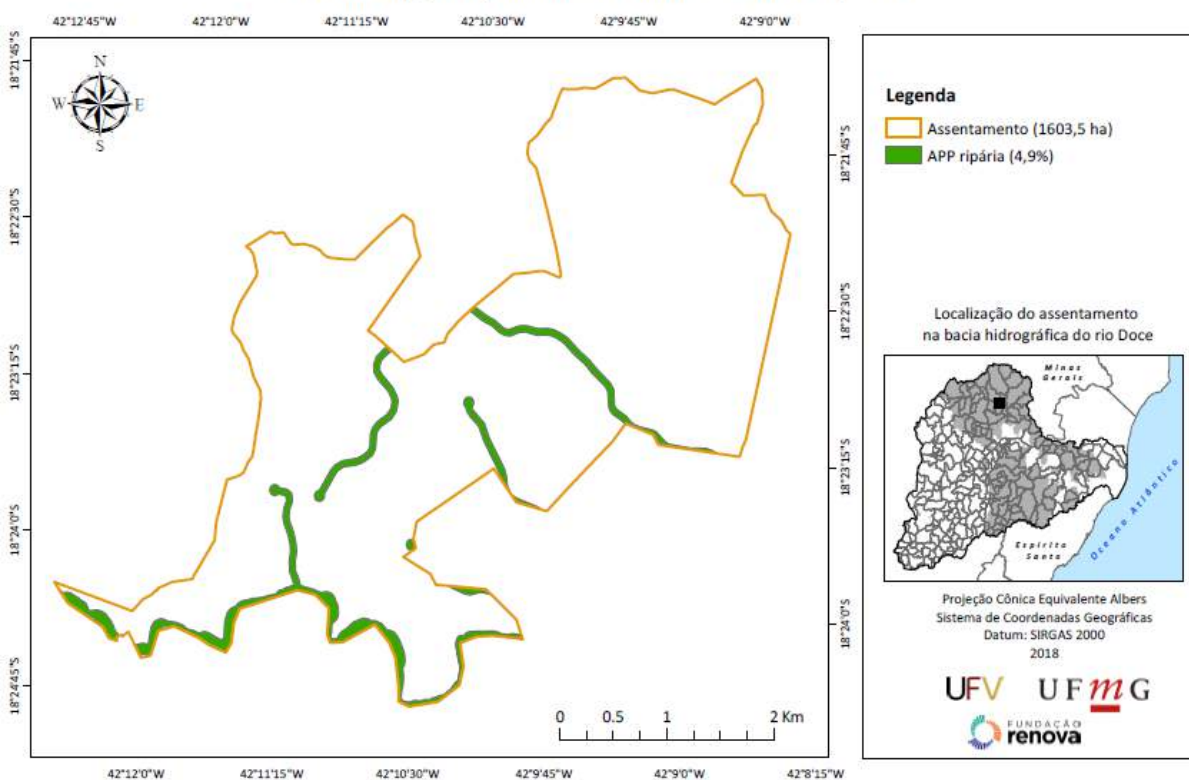 42°12'45"W 42°12'0"W 42°11'15"W 42°10'30"W 42°9'45"W 42°9'0"W
18°21'45"S
18°22'30"S
18°23'15"S
18°24'0"S
18°24'45"S
N
W E
S
18°21'45"S
18°22'30"S
18°23'15"S
18°24'0"S
0 0.5 1 2 Km
42°12'0"W 42°11'15"W 42°10'30"W 42°9'45"W 42°9'0"W 42°8'15"W
Legenda
Assentamento (1603,5 ha)
APP ripária (4,9%)
Localização do assentamento
na bacia hidrográfica do rio Doce
Minas
Gerais
Espírito
Santo
Oceano Atlântico
Projeção Cônica Equivalente Albers
Sistema de Coordenadas Geográficas
Datum: SIRGAS 2000
2018
UFV UFmG
FUNDAÇÃO
renova